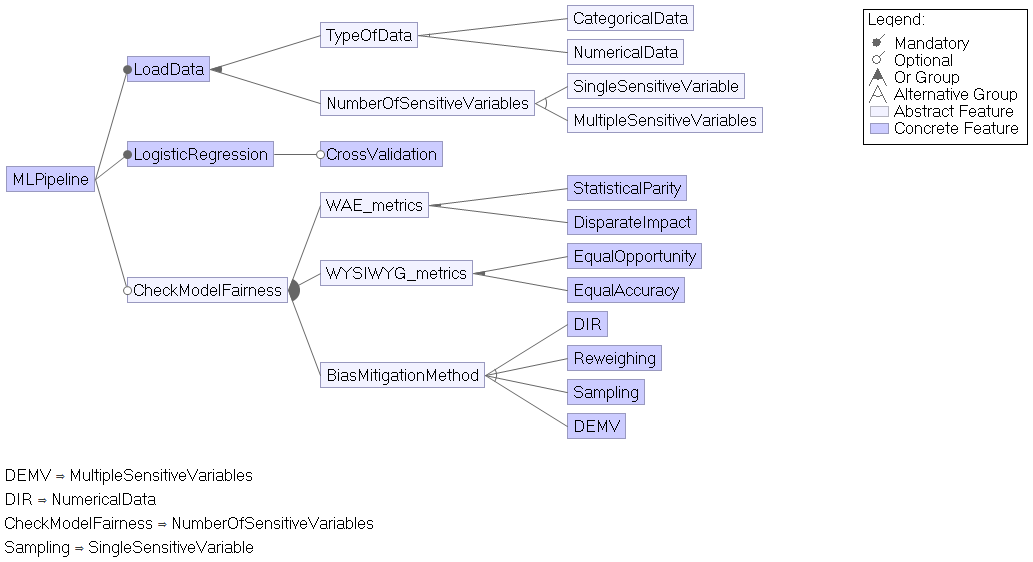 CategoricalData
TypeOfData
NumericalData
LoadData
SingleSensitiveVariable
NumberOfSensitiveVariables
MultipleSensitiveVariables
LogisticRegression
CrossValidation
MLPipeline
StatisticalParity
WAE_metrics
DisparateImpact
EqualOpportunity
WYSIWYG_metrics
CheckModelFairness
EqualAccuracy
DIR
Reweighing
BiasMitigationMethod
Sampling
DEMV
Legend:
Mandatory
Optional
Or Group
Alternative Group
Abstract Feature
Concrete Feature
DEMV ⇒ MultipleSensitiveVariables
DIR ⇒ NumericalData
CheckModelFairness ⇒ NumberOfSensitiveVariables
Sampling ⇒ SingleSensitiveVariable